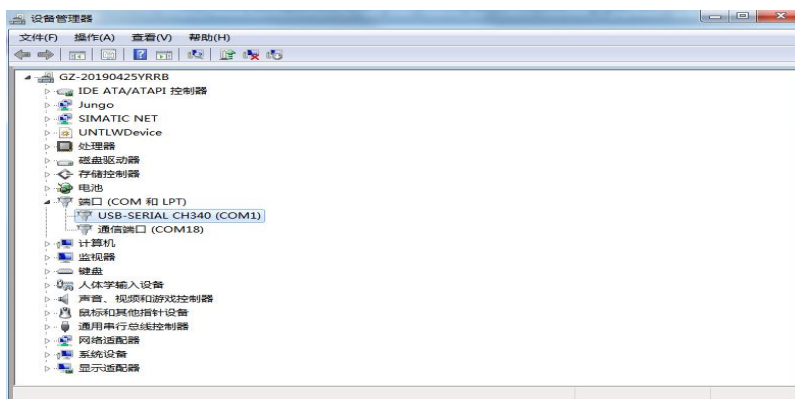 设备管理器
文件(F) 操作(A) 查看(V) 帮助(H)
GZ-20190425YRRB
IDE ATA/ATAPI 控制器
Jungo
SIMATIC NET
UNTLWDevice
处理器
磁盘驱动器
存储控制器
电池
端口 (COM 和 LPT)
USB-SERIAL CH340 (COM1)
通信端口 (COM18)
计算机
监视器
键盘
人体学输入设备
声音、视频和游戏控制器
鼠标和其他指针设备
通用串行总线控制器
网络适配器
系统设备
显示适配器